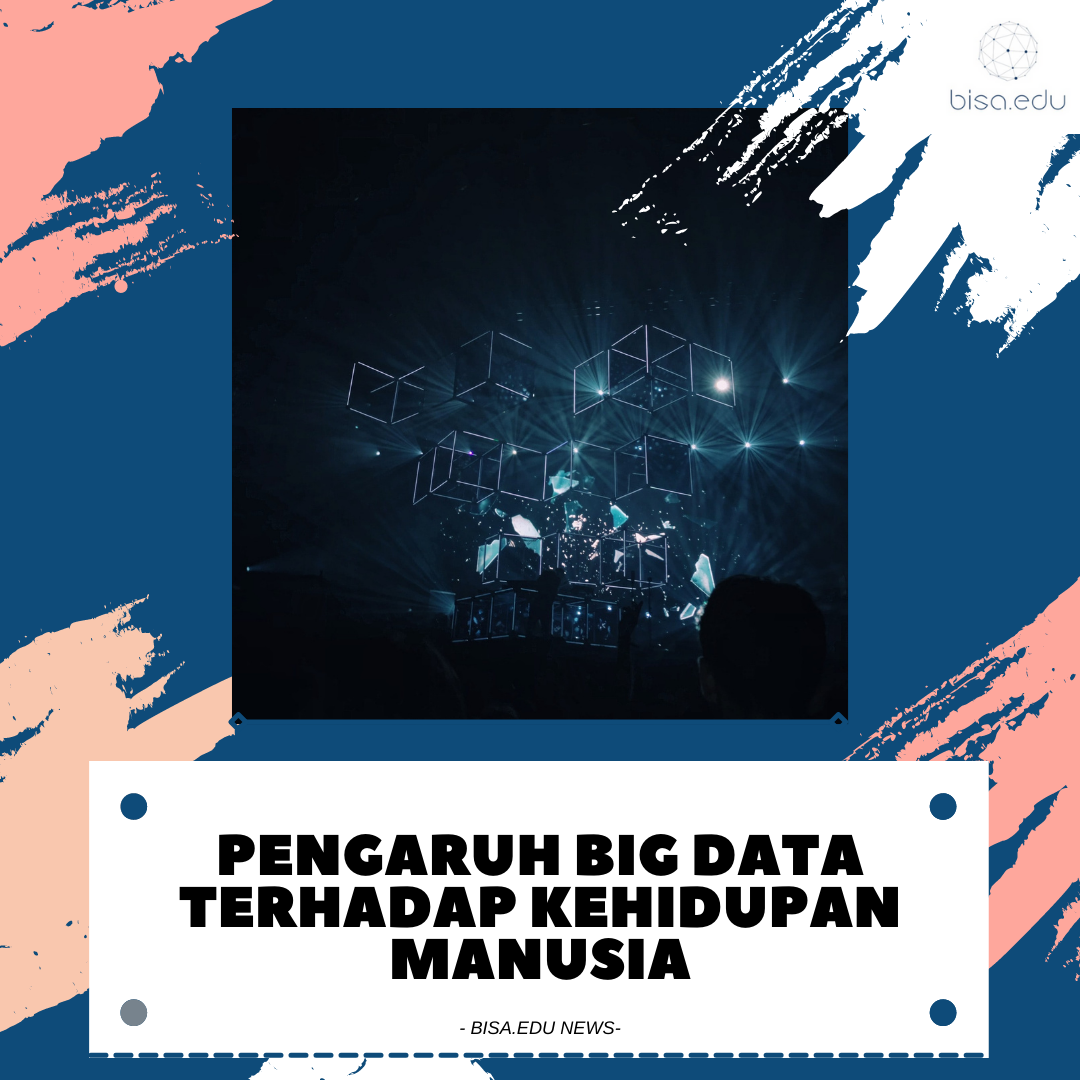 bisa.edu
PENGARUH BIG DATA
TERHADAP KEHIDUPAN
MANUSIA
- BISA.EDU NEWS-